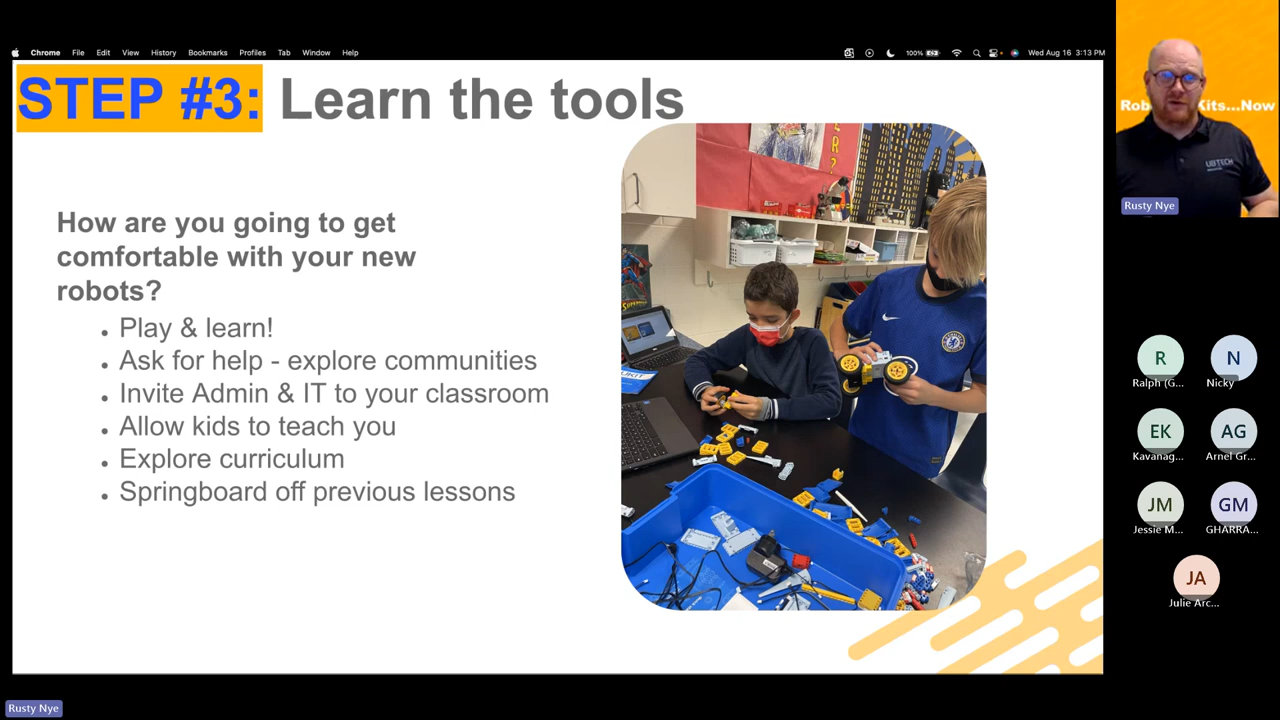 Chrome File Edit View History Bookmarks Profiles Tab Window Help 100% Wed Aug 16 3:13 PM
STEP #3: Learn the tools
How are you going to get
comfortable with your new
robots?
Play & learn!
Ask for help - explore communities
Invite Admin & IT to your classroom
Allow kids to teach you
Explore curriculum
Springboard off previous lessons
Kits...Now
UBTECH
Rusty Nye
R
N
Ralph (G...
Nicky
EK
AG
Kavanag...
Arnel Gr...
JM
GM
Jessie M...
GHARRA...
JA
Julie Arc...
Rusty Nye